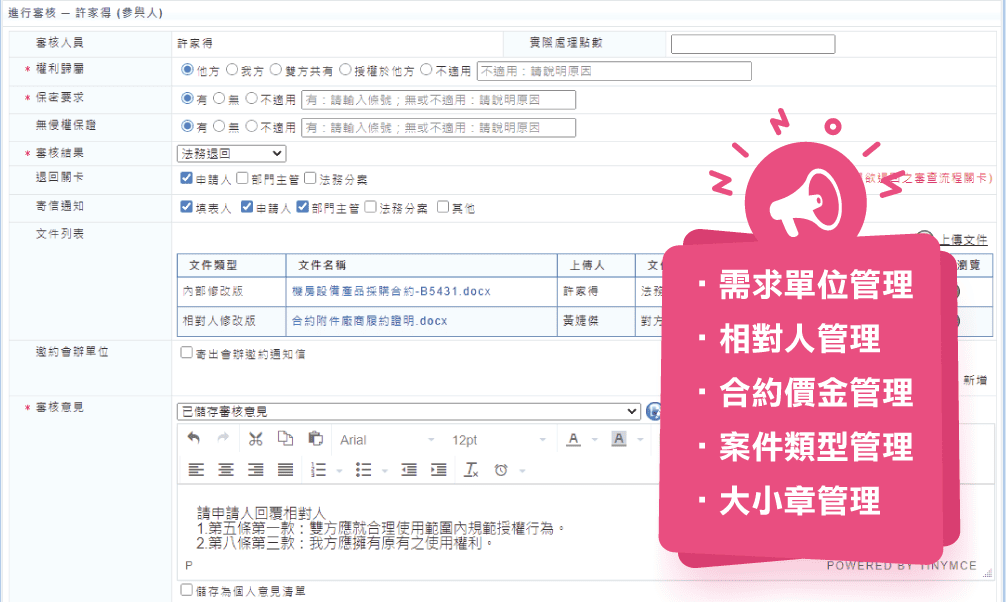 進行審核 — 許家得 (參與人)
審核人員 許家得 實際處理點數
* 權利歸屬 他方 我方 雙方共有 授權於他方 不適用 不適用：請說明原因
* 保密要求 有 無 不適用 有：請輸入條號；無或不適用：請說明原因
無侵權保證 有 無 不適用 有：請輸入條號；無或不適用：請說明原因
* 審核結果 法務退回
退回關卡 申請人 部門主管 法務分案 之審查流程關卡)
寄信通知 填表人 申請人 部門主管 法務分案 其他
文件列表
上傳文件
文件類型 文件名稱 上傳人 文 瀏覽
內部修改版 機房設備產品採購合約-B5431.docx 許家得 法務
相對人修改版 合約附件廠商履約證明.docx 黃婕傑 對方
邀約會辦單位 寄出會辦邀約通知信
新增
* 審核意見 已儲存審核意見
Arial 12pt A A
請申請人回覆相對人
1.第五條第一款：雙方應就合理使用範圍內規範授權行為。
2.第八條第三款：我方應擁有原有之使用權利。
P POWERED BY TINYMCE
儲存為個人意見清單
· 需求單位管理
· 相對人管理
· 合約價金管理
· 案件類型管理
· 大小章管理